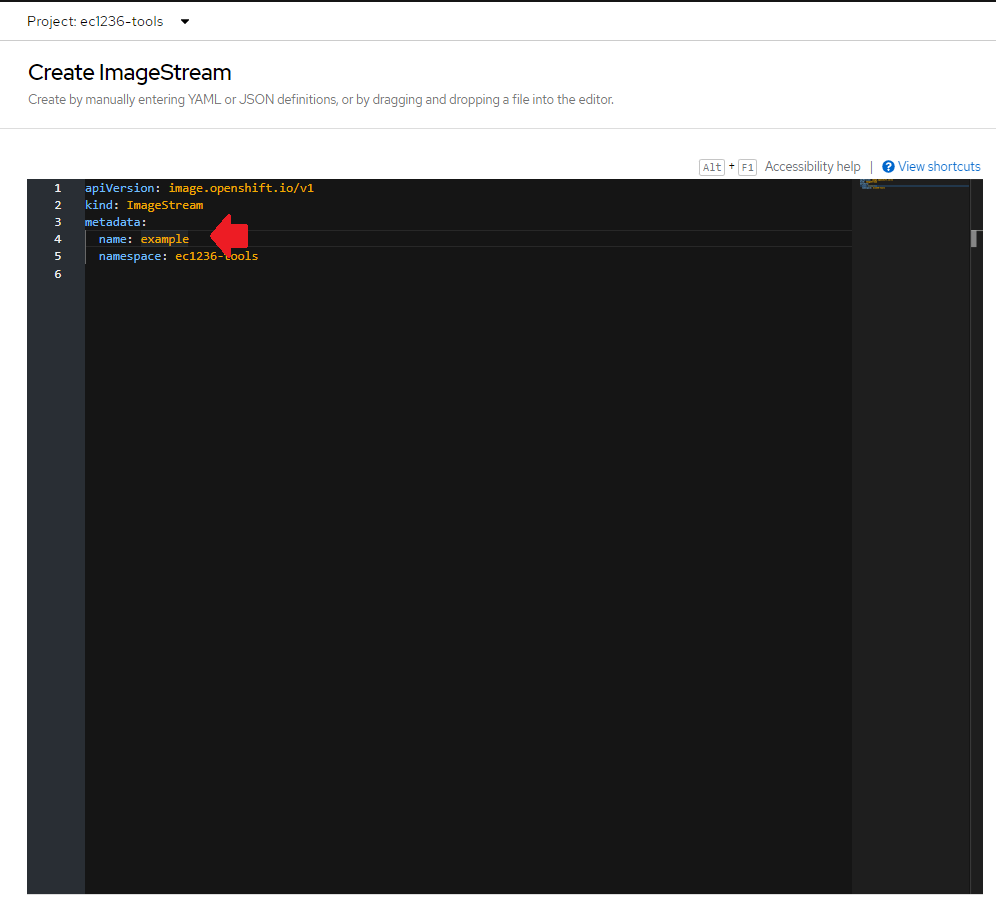 Project: ec1236-tools
Create ImageStream
Create by manually entering YAML or JSON definitions, or by dragging and dropping a file into the editor.
Alt + F1 Accessibility help | View shortcuts
1 apiVersion: image.openshift.io/v1
2 kind: ImageStream
3 metadata:
4 name: example
5 namespace: ec1236-tools
6